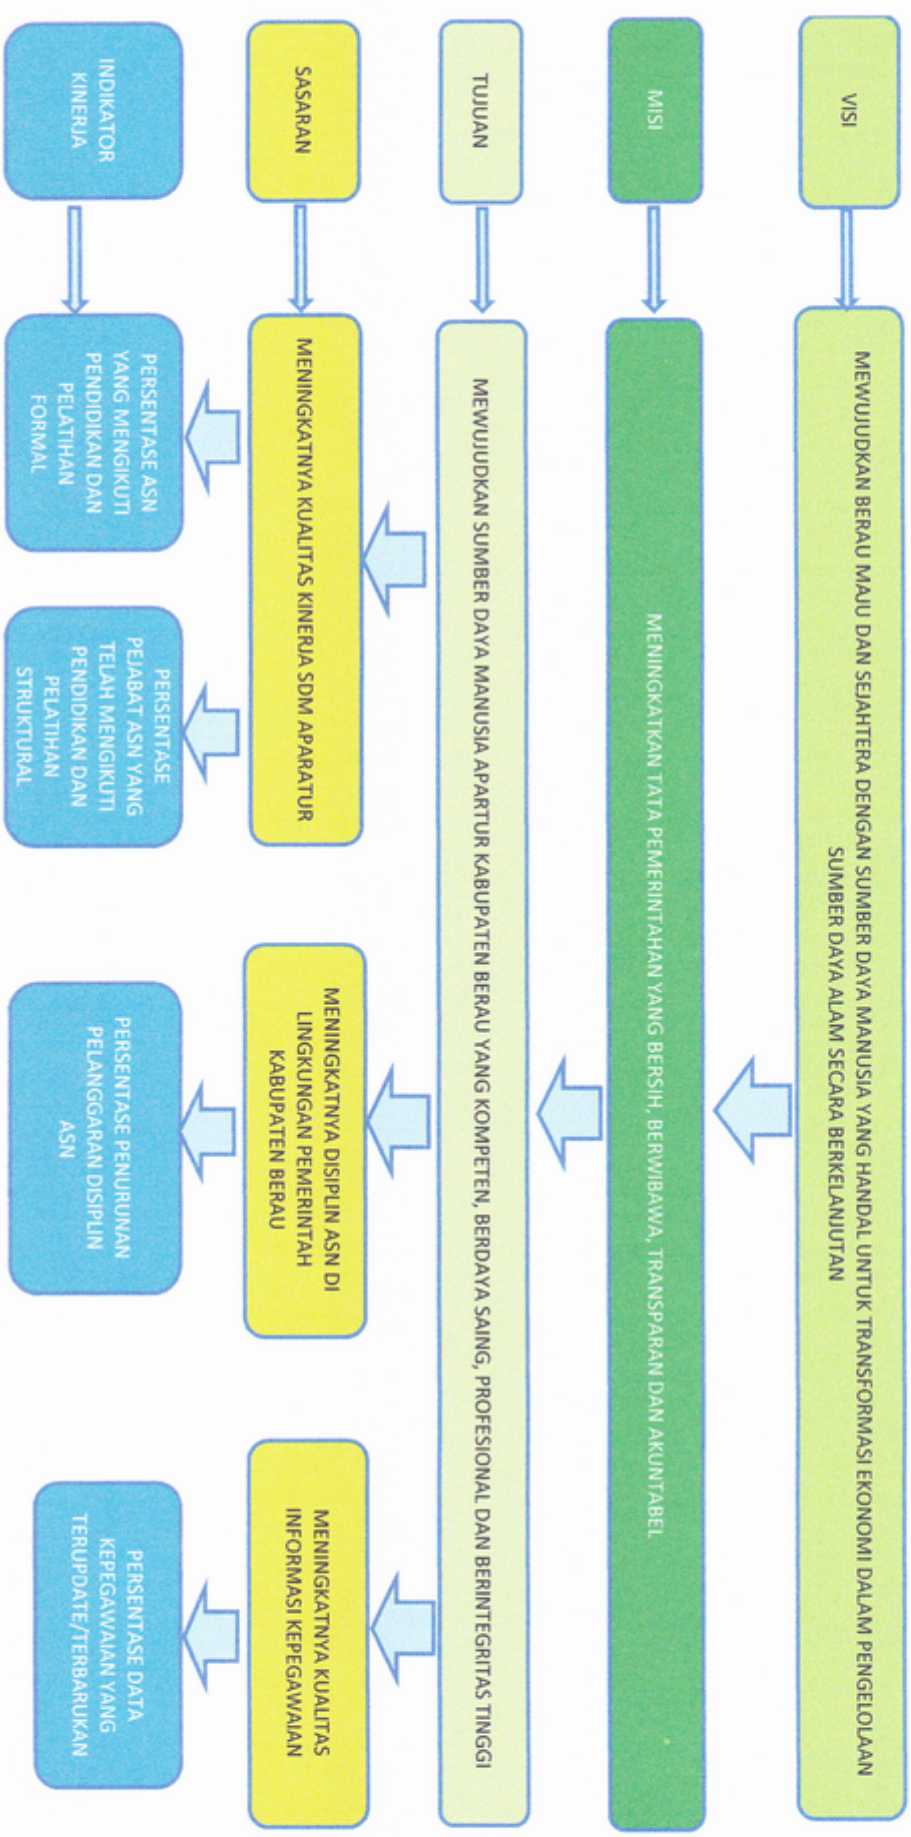 VISI
MEWUJUDKAN BERAU MAJU DAN SEJAHTERA DENGAN SUMBER DAYA MANUSIA YANG HANDAL UNTUK TRANSFORMASI EKONOMI DALAM PENGELOLAAN
SUMBER DAYA ALAM SECARA BERKELANJUTAN
MISI
MENINGKATKAN TATA PEMERINTAHAN YANG BERSIH, BERWIBAWA, TRANSPARAN DAN AKUNTABEL
TUJUAN
MEWUJUDKAN SUMBER DAYA MANUSIA APARTUR KABUPATEN BERAU YANG KOMPETEN, BERDAYA SAING, PROFESIONAL DAN BERINTEGRITAS TINGGI
SASARAN
MENINGKATNYA KUALITAS KINERJA SDM APARATUR
MENINGKATNYA DISIPLIN ASN DI
LINGKUNGAN PEMERINTAH
KABUPATEN BERAU
MENINGKATNYA KUALITAS
INFORMASI KEPEGAWAIAN
INDIKATOR
KINERJA
PERSENTASE ASN
YANG MENGIKUTI
PENDIDIKAN DAN
PELATIHAN
FORMAL
PERSENTASE
PEJABAT ASN YANG
TELAH MENGIKUTI
PENDIDIKAN DAN
PELATIHAN
STRUKTURAL
PERSENTASE PENURUNAN
PELANGGARAN DISIPLIN
ASN
PERSENTASE DATA
KEPEGAWAIAN YANG
TERUPDATE/TERBARUKAN